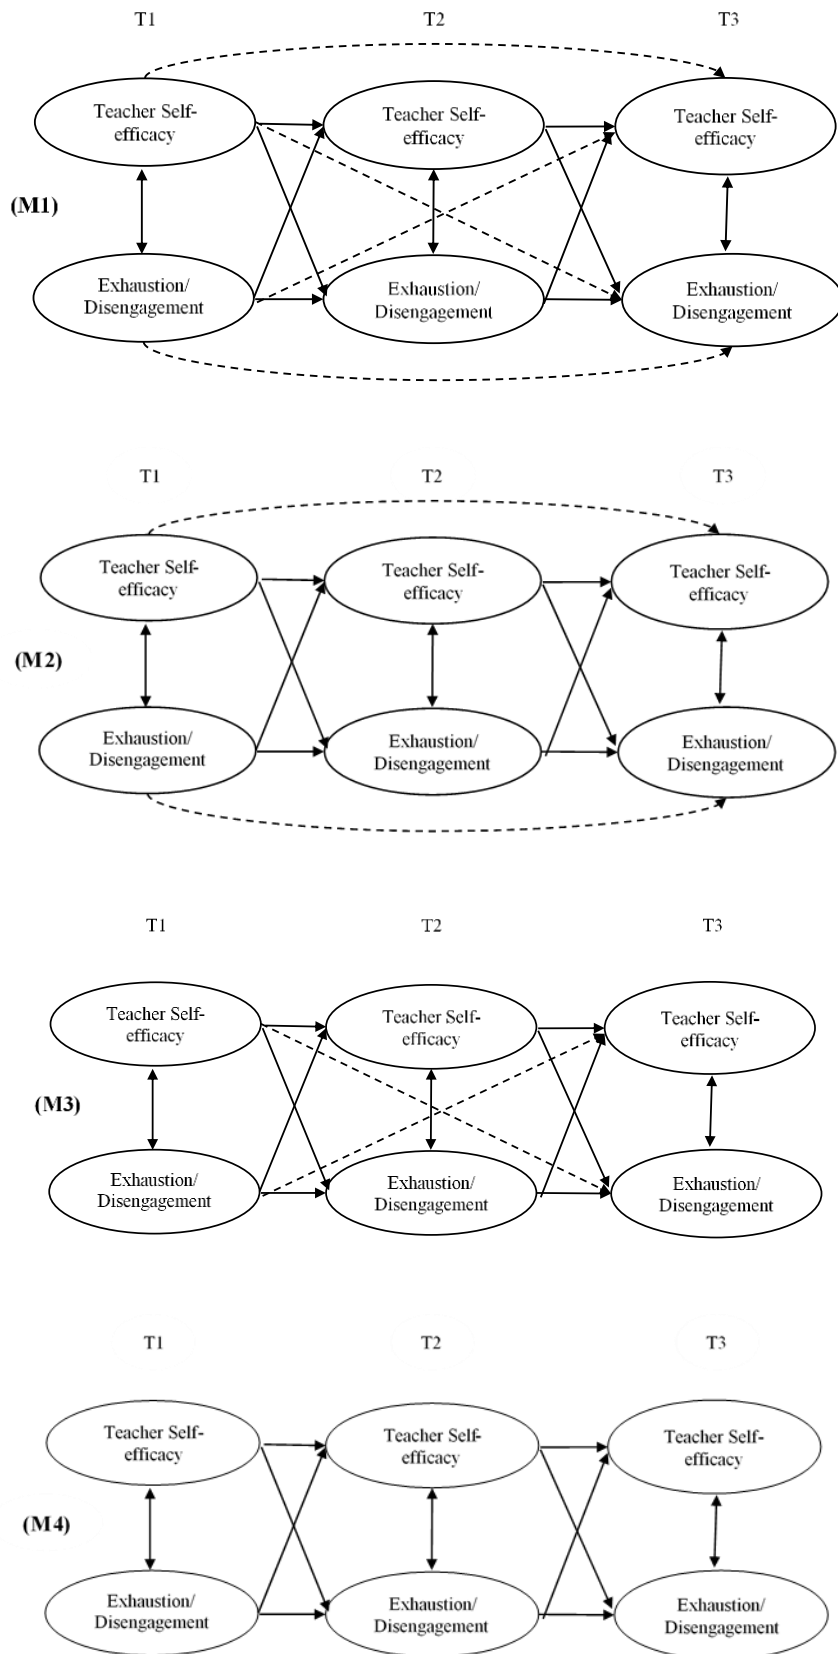 T1 T2 T3
Teacher Self-
efficacy
Teacher Self-
efficacy
Teacher Self-
efficacy
(M1)
Exhaustion/
Disengagement
Exhaustion/
Disengagement
Exhaustion/
Disengagement
T1 T2 T3
Teacher Self-
efficacy
Teacher Self-
efficacy
Teacher Self-
efficacy
(M2)
Exhaustion/
Disengagement
Exhaustion/
Disengagement
Exhaustion/
Disengagement
T1 T2 T3
Teacher Self-
efficacy
Teacher Self-
efficacy
Teacher Self-
efficacy
(M3)
Exhaustion/
Disengagement
Exhaustion/
Disengagement
Exhaustion/
Disengagement
T1 T2 T3
Teacher Self-
efficacy
Teacher Self-
efficacy
Teacher Self-
efficacy
(M4)
Exhaustion/
Disengagement
Exhaustion/
Disengagement
Exhaustion/
Disengagement